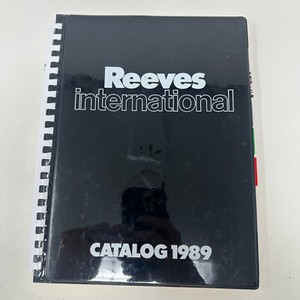 Reeves
international
CATALOG 1989